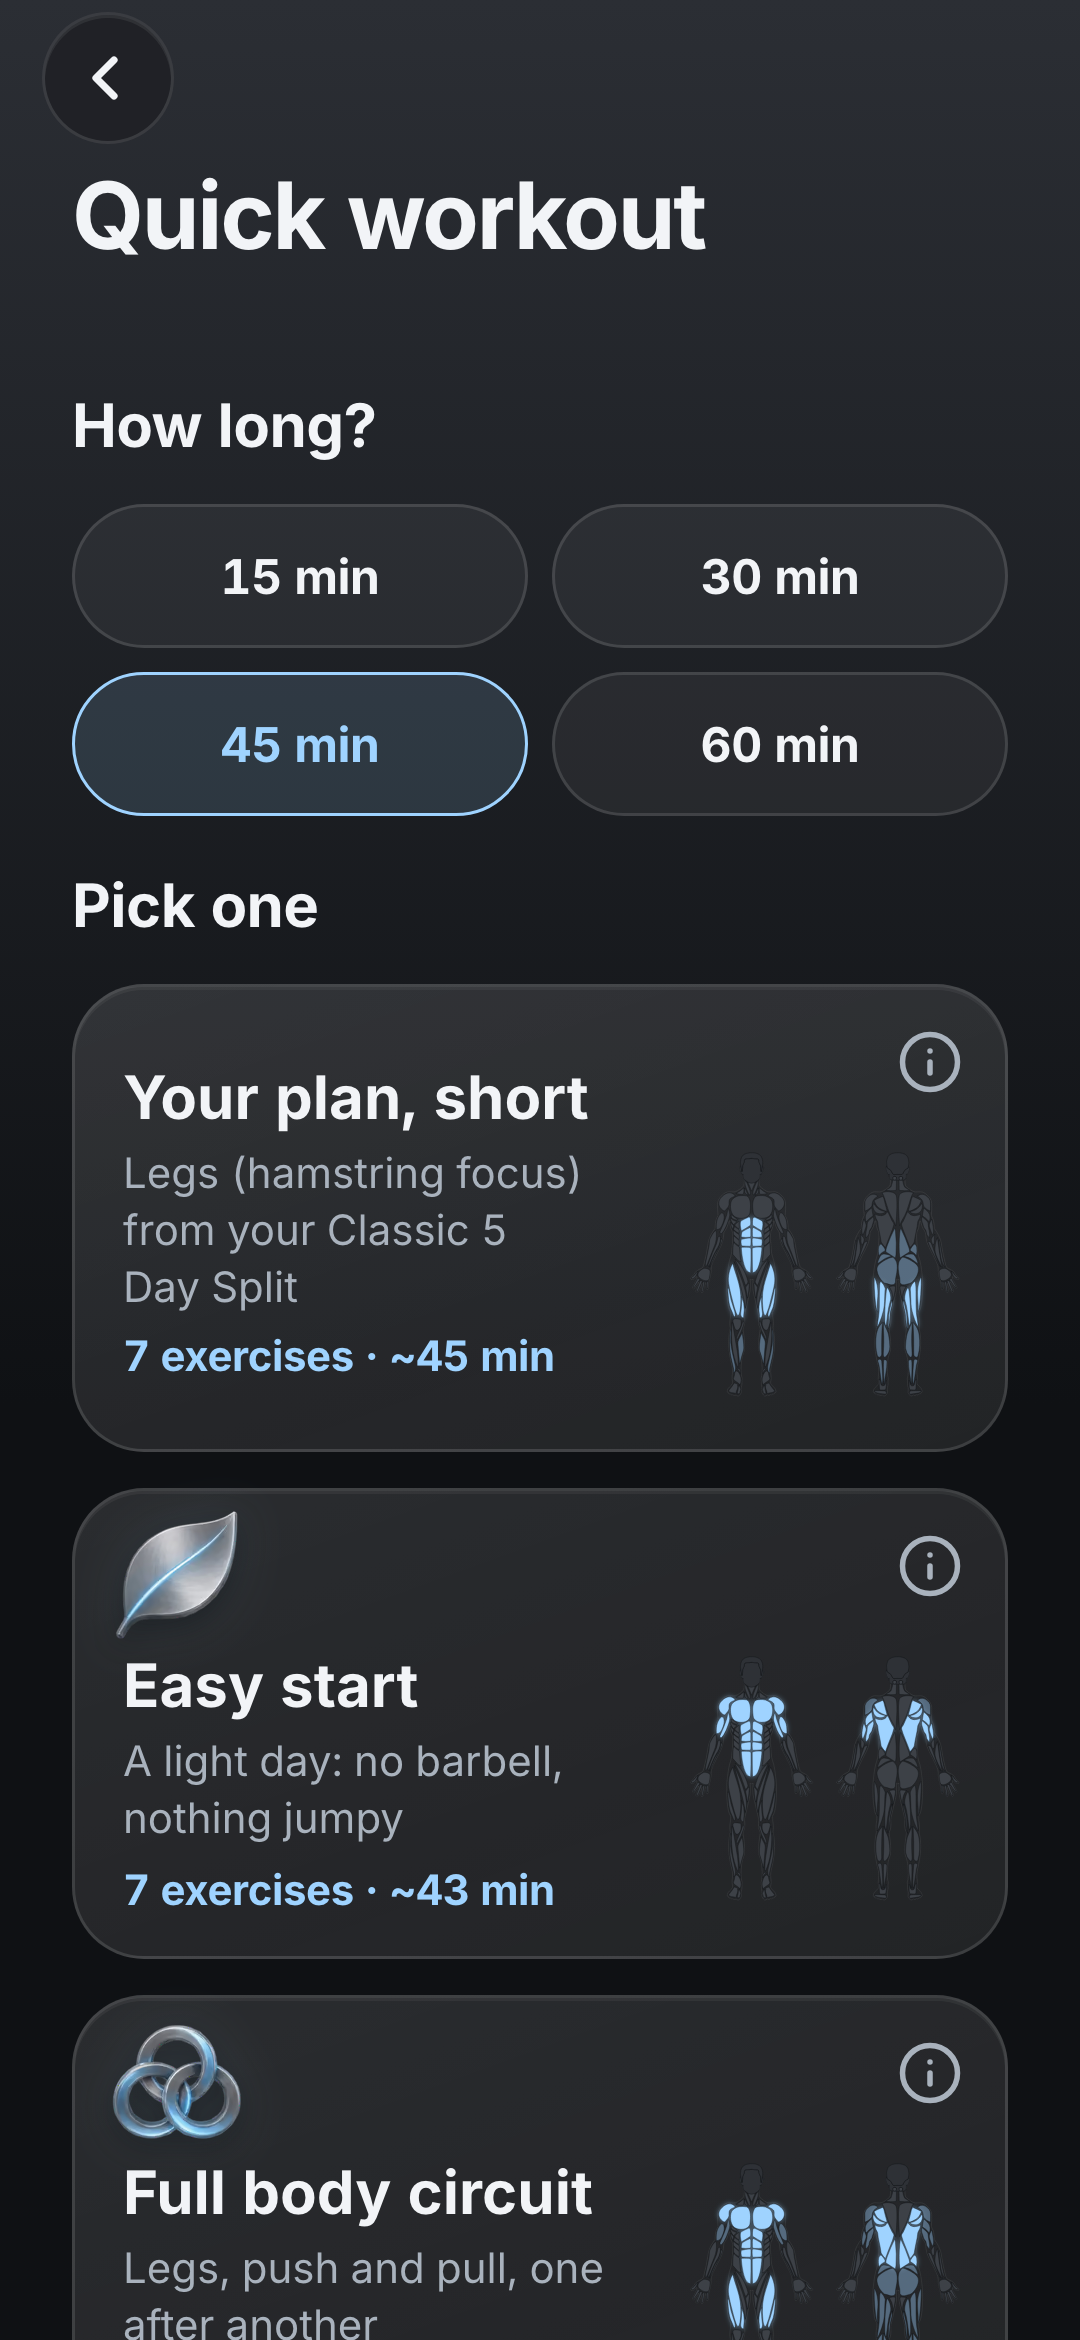 Quick workout
How long?
15 min
30 min
45 min
60 min
Pick one
Your plan, short
Legs (hamstring focus)
from your Classic 5
Day Split
7 exercises · ~45 min
Easy start
A light day: no barbell,
nothing jumpy
7 exercises · ~43 min
Full body circuit
Legs, push and pull, one
after another